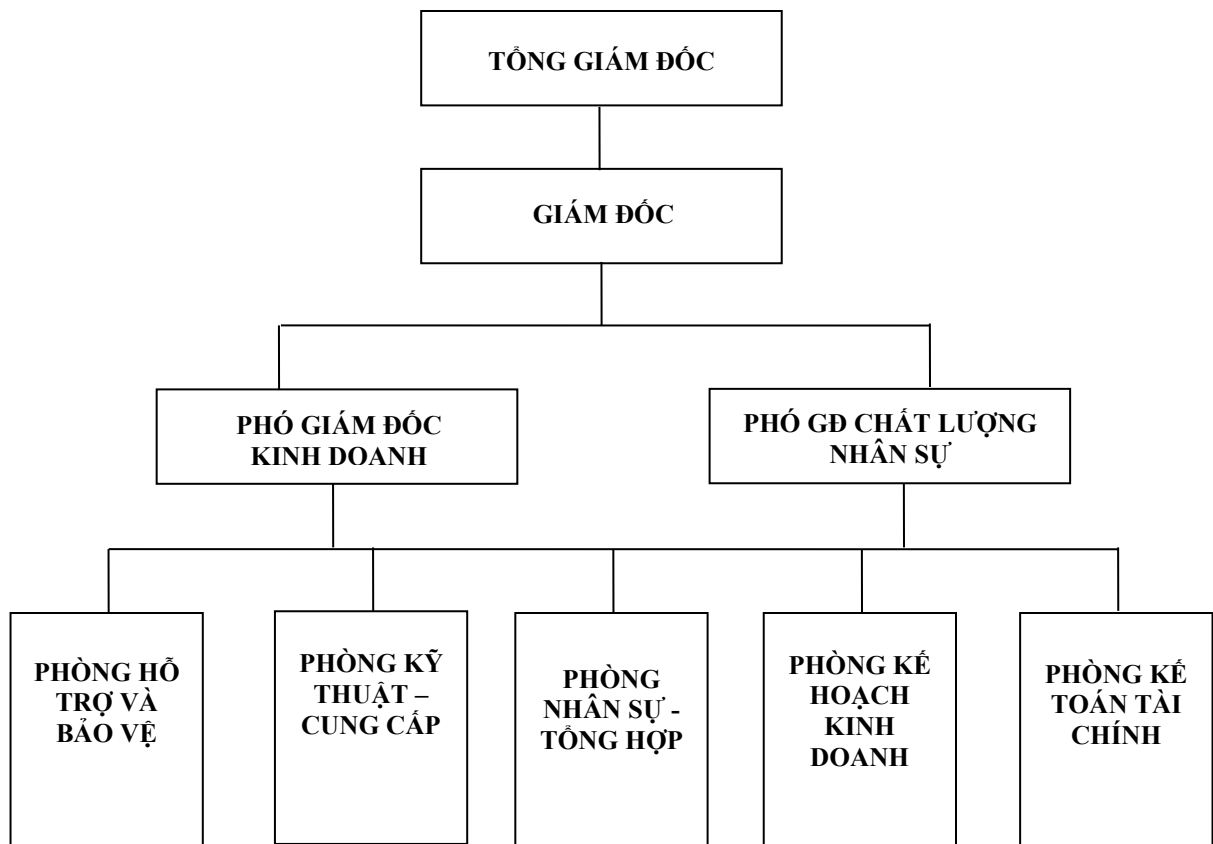 TỔNG GIÁM ĐỐC
GIÁM ĐỐC
PHÓ GIÁM ĐỐC
KINH DOANH
PHÓ GĐ CHẤT LƯỢNG
NHÂN SỰ
PHÒNG HỖ
TRỢ VÀ
BẢO VỆ
PHÒNG KỸ
THUẬT –
CUNG CẤP
PHÒNG
NHÂN SỰ -
TỔNG HỢP
PHÒNG KẾ
HOẠCH
KINH
DOANH
PHÒNG KẾ
TOÁN TÀI
CHÍNH